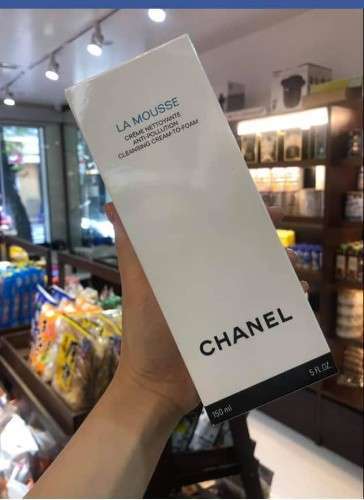 LA MOUSSE
CRÈME NETTOYANTE
ANTI-POLLUTION
CLEANSING CREAM-TO-FOAM
CHANEL
150 ml
5 FL.OZ.